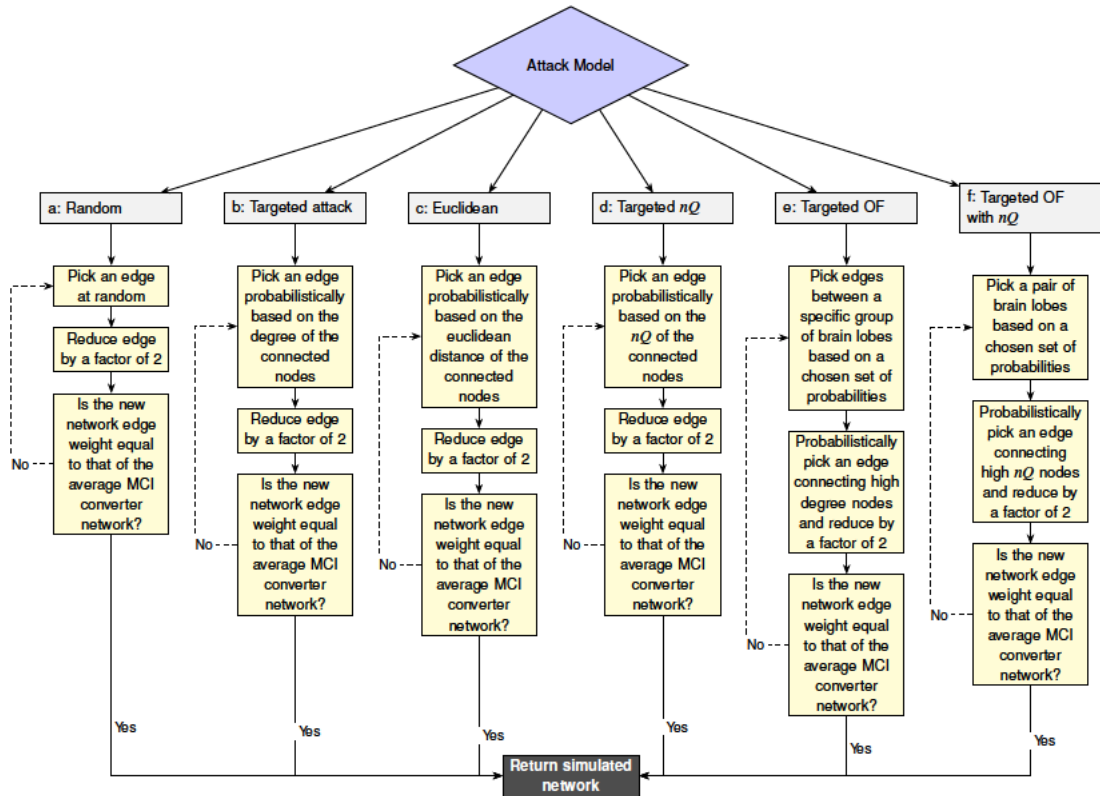 Attack Model
a: Random
Pick an edge
at random
Reduce edge
by a factor of 2
Is the new
network edge
weight equal
to that of the
average MCI
converter
network?
No
Yes
b: Targeted attack
Pick an edge
probabilistically
based on the
degree of the
connected
nodes
Reduce edge
by a factor of 2
Is the new
network edge
weight equal
to that of the
average MCI
converter
network?
No
Yes
c: Euclidean
Pick an edge
probabilistically
based on the
euclidean
distance of the
connected
nodes
Reduce edge
by a factor of 2
Is the new
network edge
weight equal
to that of the
average MCI
converter
network?
No
Yes
d: Targeted nQ
Pick an edge
probabilistically
based on the
nQ of the
connected
nodes
Reduce edge
by a factor of 2
Is the new
network edge
weight equal
to that of the
average MCI
converter
network?
No
Yes
e: Targeted OF
Pick edges
between a
specific group
of brain lobes
based on a
chosen set of
probabilities
Probabilistically
pick an edge
connecting high
degree nodes
and reduce by
a factor of 2
Is the new
network edge
weight equal
to that of the
average MCI
converter
network?
No
Yes
f: Targeted OF
with nQ
Pick a pair of
brain lobes
based on a
chosen set of
probabilities
Probabilistically
pick an edge
connecting
high nQ nodes
and reduce by
a factor of 2
Is the new
network edge
weight equal
to that of the
average MCI
converter
network?
No
Yes
Return simulated
network